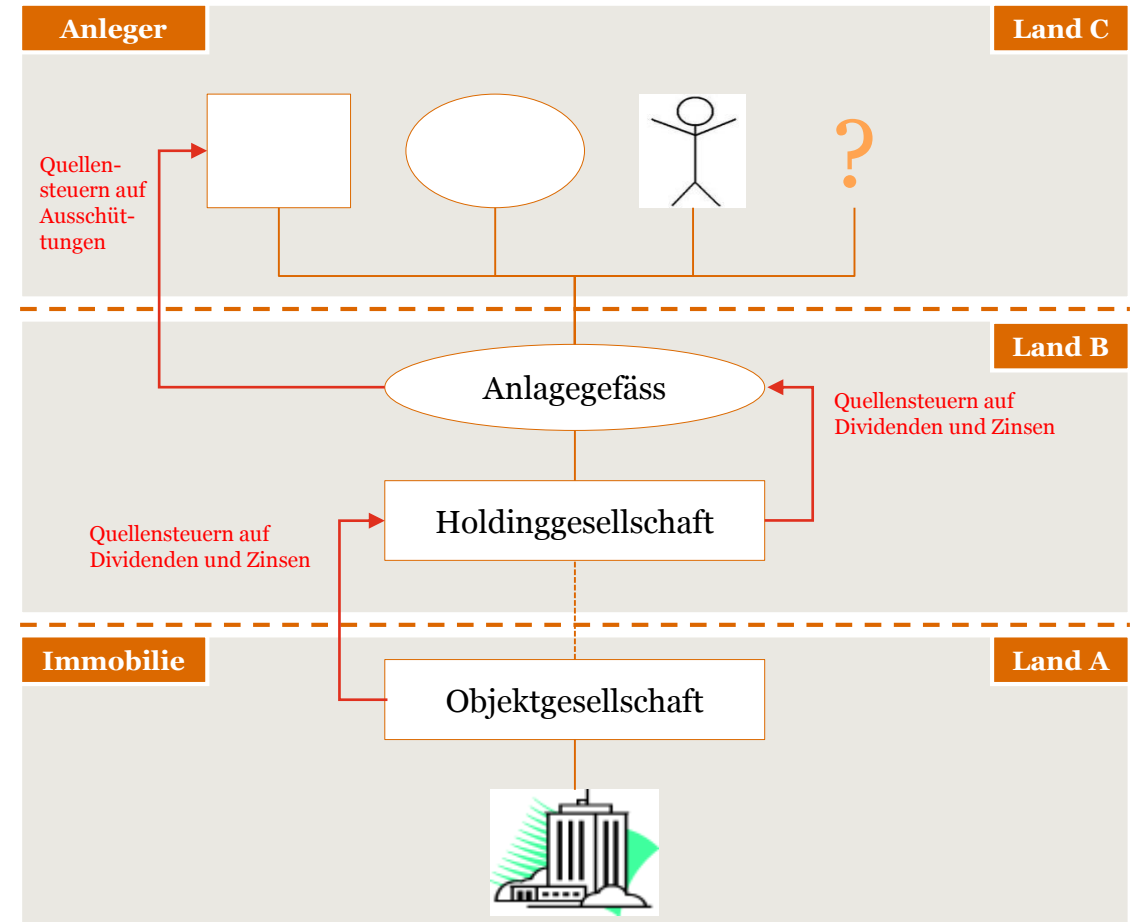 Anleger
Land C
Quellen-
steuern auf
Ausschüt-
tungen
?
Land B
Anlagegefäss
Quellensteuern auf
Dividenden und Zinsen
Holdinggesellschaft
Quellensteuern auf
Dividenden und Zinsen
Immobilie
Land A
Objektgesellschaft